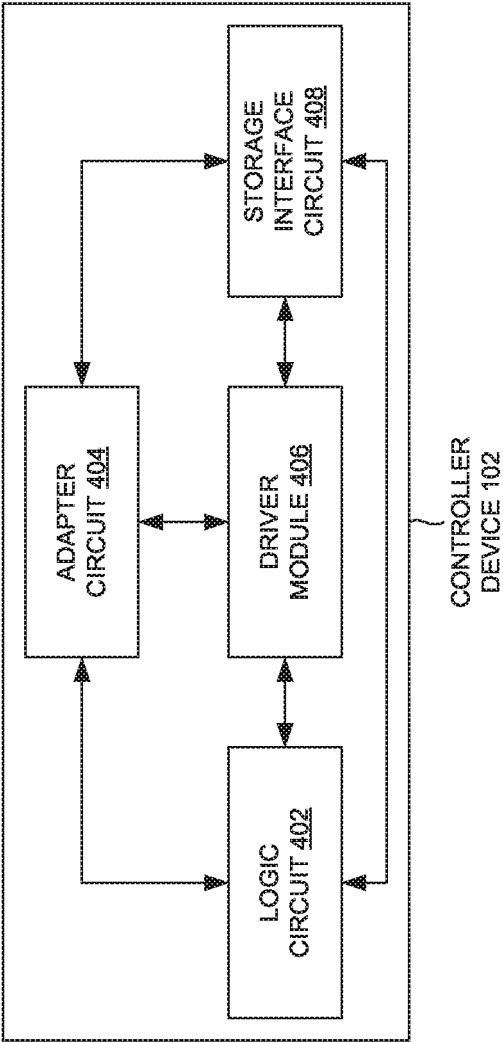 ADAPTER
CIRCUIT 404
LOGIC
CIRCUIT 402
DRIVER
MODULE 406
STORAGE
INTERFACE
CIRCUIT 408
CONTROLLER
DEVICE 102